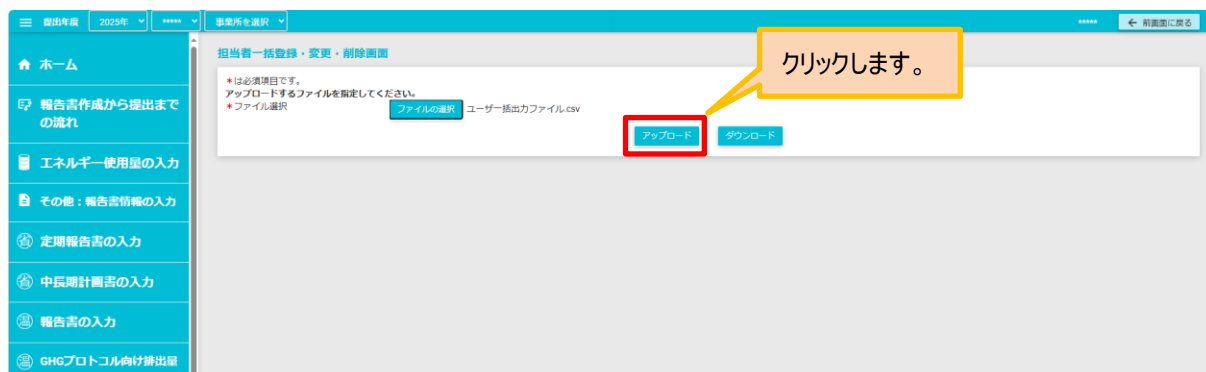 提出年度 2025年 ***** 事業所を選択 ***** ← 前画面に戻る
ホーム
報告書作成から提出まで
の流れ
エネルギー使用量の入力
その他：報告書情報の入力
定期報告書の入力
中長期計画書の入力
報告書の入力
GHGプロトコル向け排出量
担当者一括登録・変更・削除画面
*は必須項目です。
アップロードするファイルを指定してください。
*ファイル選択 ファイルの選択 ユーザー括出力ファイル.csv
アップロード ダウンロード
クリックします。